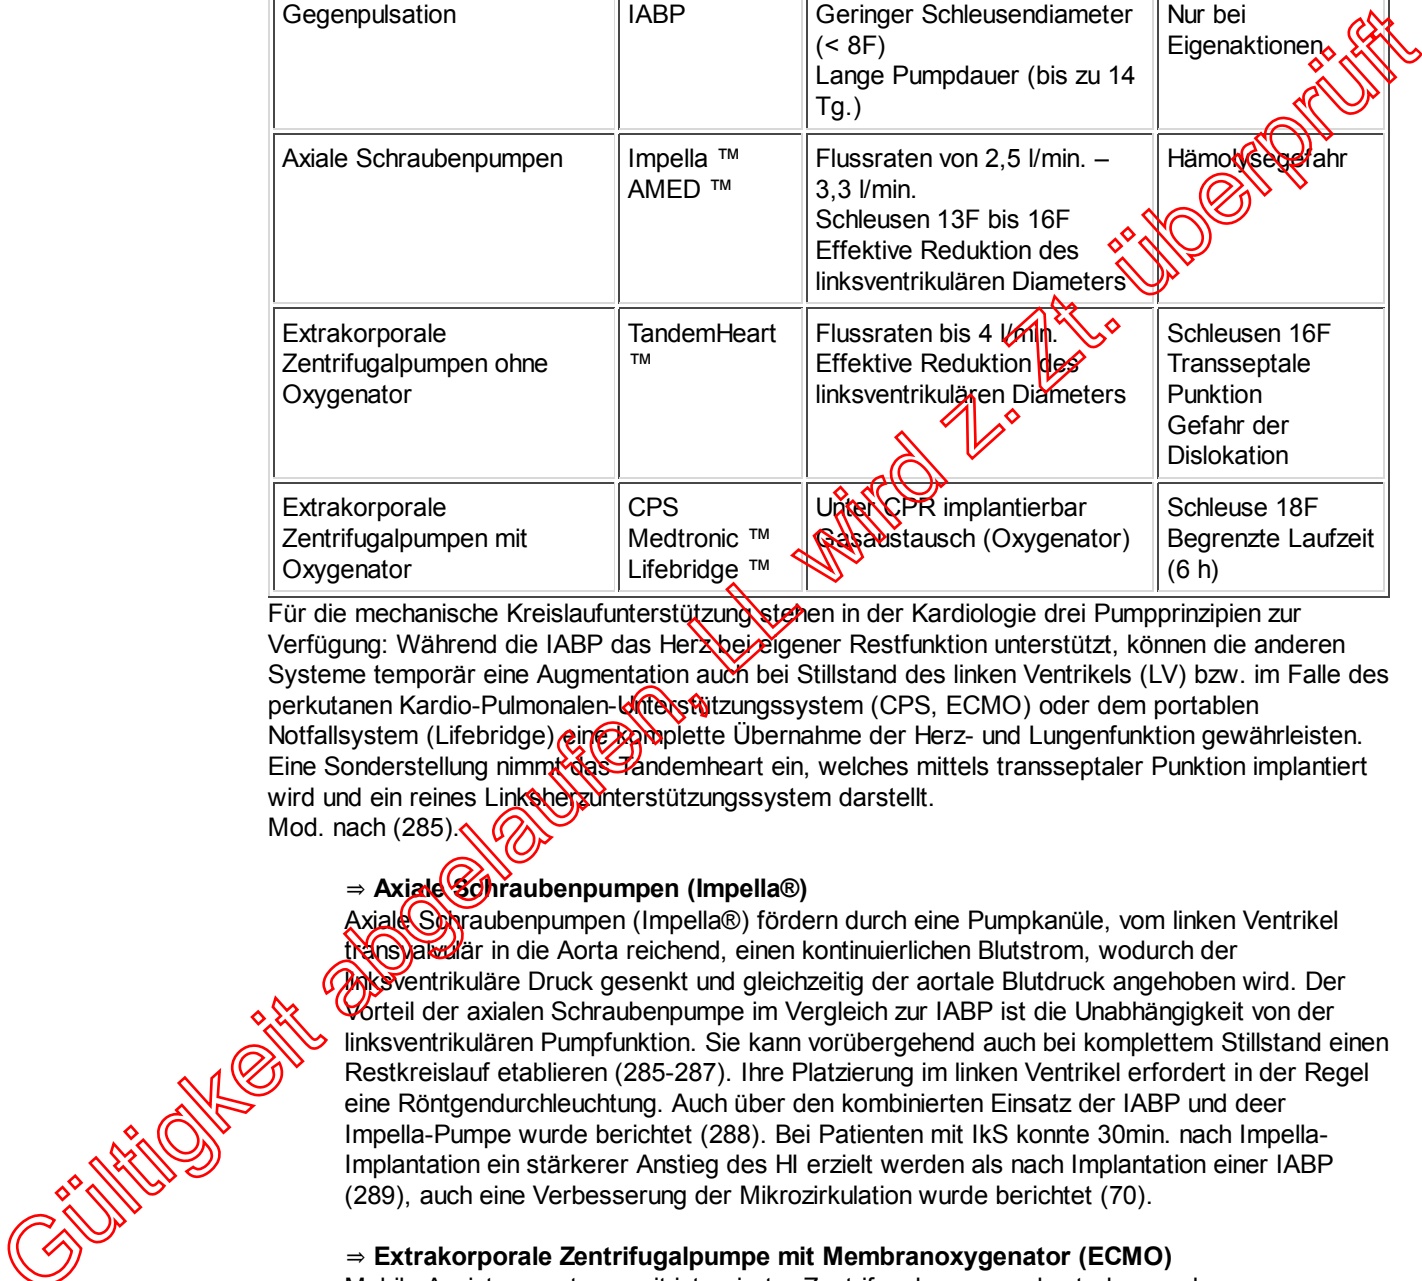 Gegenpulsation IABP Geringer Schleusendiameter Nur bei
(< 8F) Eigenaktionen
Lange Pumpdauer (bis zu 14
Tg.)
Axiale Schraubenpumpen Impella ™ Flussraten von 2,5 l/min. – Hämolysegefahr
AMED ™ 3,3 l/min.
Schleusen 13F bis 16F
Effektive Reduktion des
linksventrikulären Diameters
Extrakorporale TandemHeart Flussraten bis 4 l/min. Schleusen 16F
Zentrifugalpumpen ohne ™ Effektive Reduktion des Transseptale
Oxygenator linksventrikulären Diameters Punktion
Gefahr der
Dislokation
Extrakorporale CPS Unter CPR implantierbar Schleuse 18F
Zentrifugalpumpen mit Medtronic ™ Gasaustausch (Oxygenator) Begrenzte Laufzeit
Oxygenator Lifebridge ™ (6 h)
Für die mechanische Kreislaufunterstützung stehen in der Kardiologie drei Pumpprinzipien zur
Verfügung: Während die IABP das Herz bei eigener Restfunktion unterstützt, können die anderen
Systeme temporär eine Augmentation auch bei Stillstand des linken Ventrikels (LV) bzw. im Falle des
perkutanen Kardio-Pulmonalen-Unterstützungssystem (CPS, ECMO) oder dem portablen
Notfallsystem (Lifebridge) eine komplette Übernahme der Herz- und Lungenfunktion gewährleisten.
Eine Sonderstellung nimmt das Tandemheart ein, welches mittels transseptaler Punktion implantiert
wird und ein reines Linksherzunterstützungssystem darstellt.
Mod. nach (285).
⇒ Axiale Schraubenpumpen (Impella®)
Axiale Schraubenpumpen (Impella®) fördern durch eine Pumpkanüle, vom linken Ventrikel
transvalvulär in die Aorta reichend, einen kontinuierlichen Blutstrom, wodurch der
linksventrikuläre Druck gesenkt und gleichzeitig der aortale Blutdruck angehoben wird. Der
Vorteil der axialen Schraubenpumpe im Vergleich zur IABP ist die Unabhängigkeit von der
linksventrikulären Pumpfunktion. Sie kann vorübergehend auch bei komplettem Stillstand einen
Restkreislauf etablieren (285-287). Ihre Platzierung im linken Ventrikel erfordert in der Regel
eine Röntgendurchleuchtung. Auch über den kombinierten Einsatz der IABP und deer
Impella-Pumpe wurde berichtet (288). Bei Patienten mit IkS konnte 30min. nach Impella-
Implantation ein stärkerer Anstieg des HI erzielt werden als nach Implantation einer IABP
(289), auch eine Verbesserung der Mikrozirkulation wurde berichtet (70).
⇒ Extrakorporale Zentrifugalpumpe mit Membranoxygenator (ECMO)
Gültigkeit abgelaufen, LL wird z. Zt. überprüft